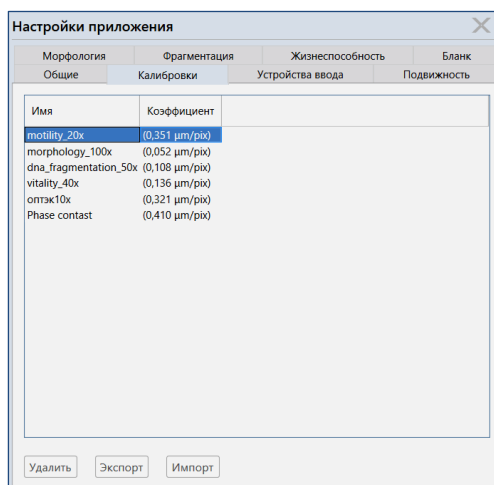 Настройки приложения
Морфология Фрагментация Жизнеспособность Бланк
Общие Калибровки Устройства ввода Подвижность
Имя Коэффициент
motility_20x (0,351 µm/pix)
morphology_100x (0,052 µm/pix)
dna_fragmentation_50x (0,108 µm/pix)
vitality_40x (0,136 µm/pix)
оптэк10x (0,321 µm/pix)
Phase contast (0,410 µm/pix)
Удалить Экспорт Импорт